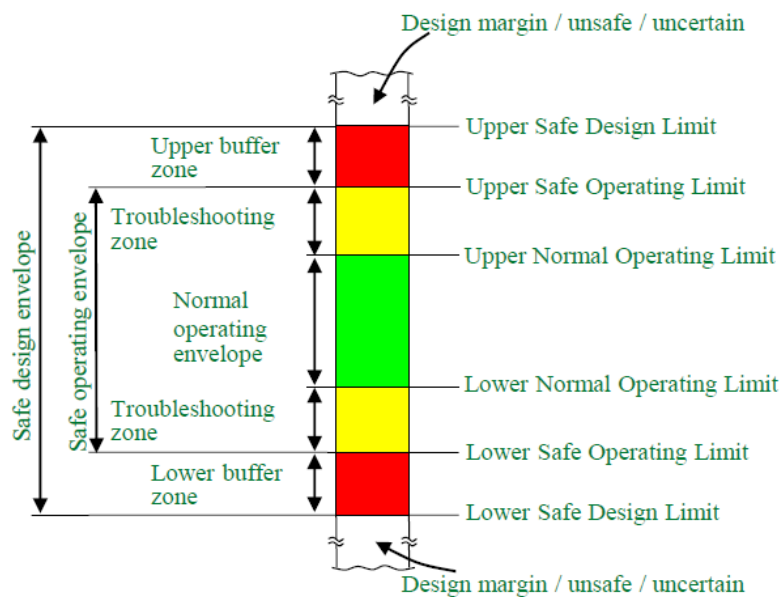 Design margin / unsafe / uncertain
Upper Safe Design Limit
Upper buffer
zone
Upper Safe Operating Limit
Troubleshooting
zone
Upper Normal Operating Limit
Safe design envelope
Safe operating envelope
Normal
operating
envelope
Lower Normal Operating Limit
Troubleshooting
zone
Lower Safe Operating Limit
Lower buffer
zone
Lower Safe Design Limit
Design margin / unsafe / uncertain